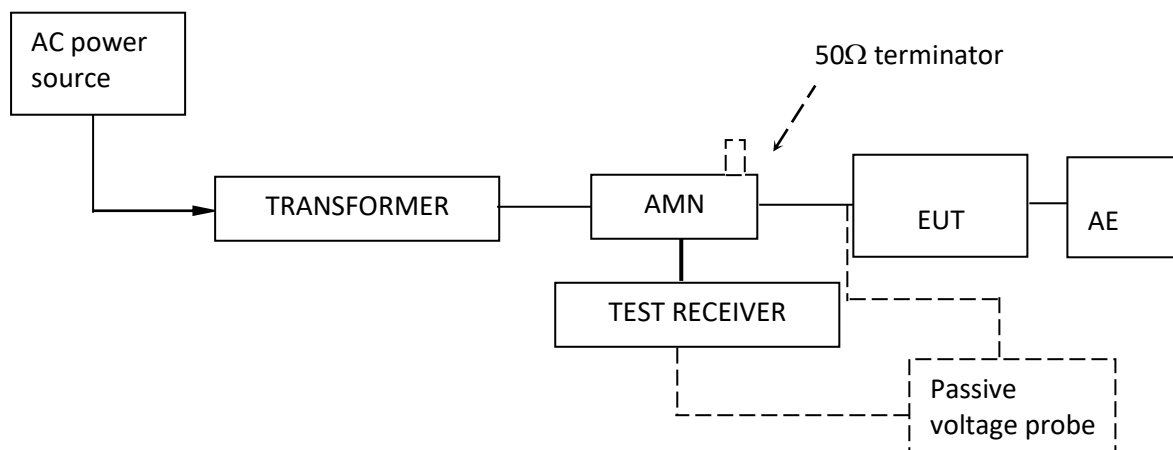 AC power
source
50Ω terminator
TRANSFORMER
AMN
EUT
AE
TEST RECEIVER
Passive
voltage probe